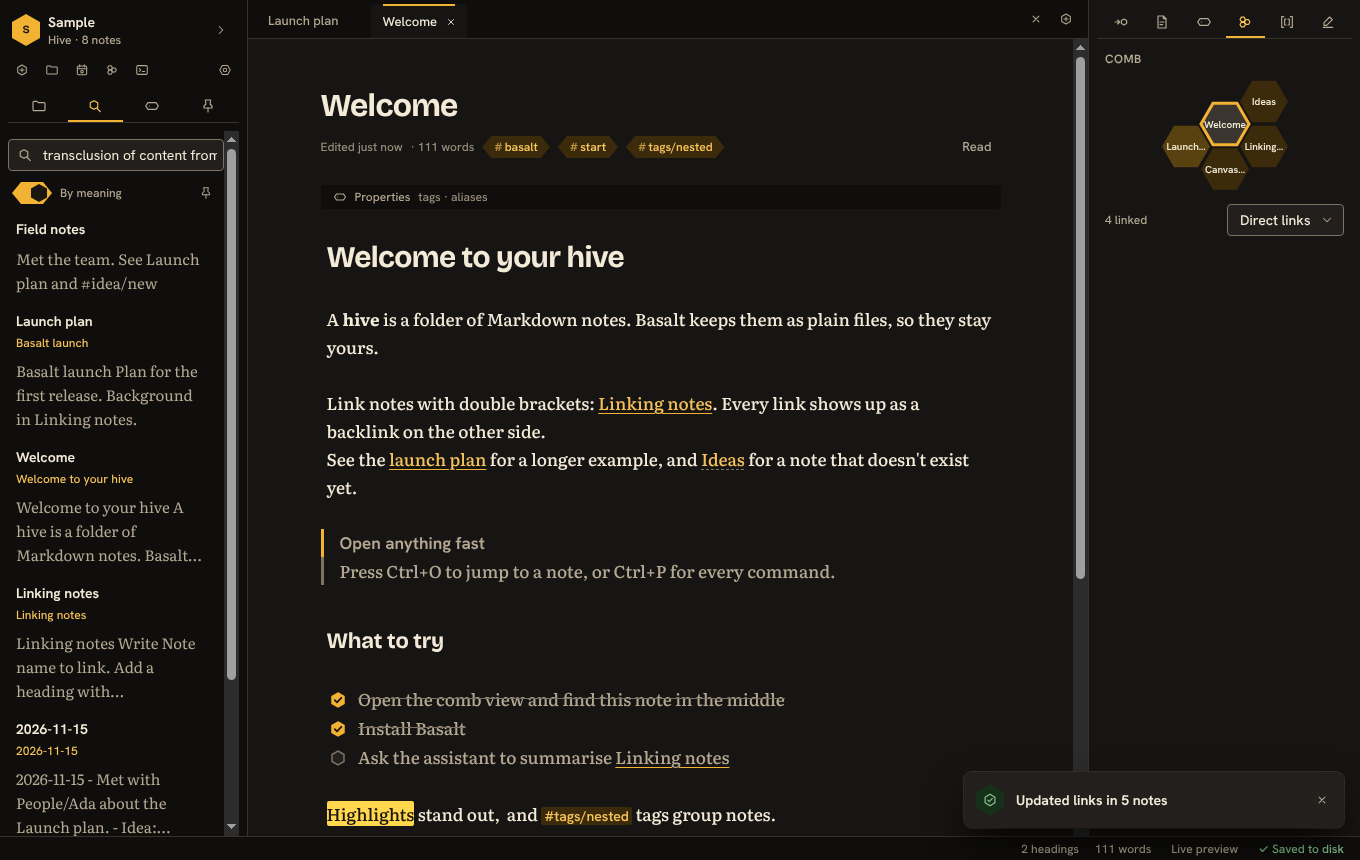 S
Sample
Hive · 8 notes
transclusion of content from
By meaning
Field notes
Met the team. See Launch
plan and #idea/new
Launch plan
Basalt launch
Basalt launch Plan for the
first release. Background
in Linking notes.
Welcome
Welcome to your hive
Welcome to your hive A
hive is a folder of
Markdown notes. Basalt...
Linking notes
Linking notes
Linking notes Write Note
name to link. Add a
heading with...
2026-11-15
2026-11-15
2026-11-15 - Met with
People/Ada about the
Launch plan. - Idea:...
Launch plan
Welcome
Welcome
Edited just now · 111 words
# basalt
# start
# tags/nested
Read
Properties tags · aliases
Welcome to your hive
A hive is a folder of Markdown notes. Basalt keeps them as plain files, so they stay
yours.
Link notes with double brackets: Linking notes. Every link shows up as a
backlink on the other side.
See the launch plan for a longer example, and Ideas for a note that doesn't exist
yet.
Open anything fast
Press Ctrl+O to jump to a note, or Ctrl+P for every command.
What to try
Open the comb view and find this note in the middle
Install Basalt
Ask the assistant to summarise Linking notes
Highlights stand out, and #tags/nested tags group notes.
COMB
Ideas
Welcome
Launch...
Linking...
Canvas...
4 linked
Direct links
Updated links in 5 notes
2 headings
111 words
Live preview
Saved to disk